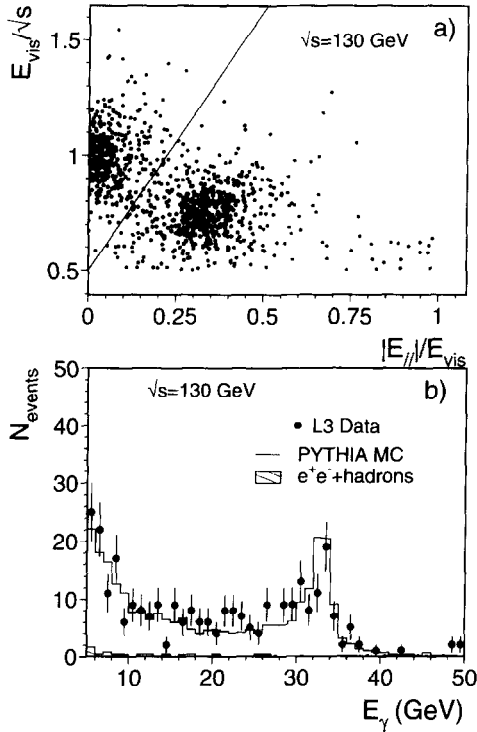 a)
√s=130 GeV
E_vis/√s
1.5
1
0.5
0 0.25 0.5 0.75 1
|E_//|/E_vis
b)
√s=130 GeV
N_events
50
40
30
20
10
0
L3 Data
PYTHIA MC
e⁺e⁻+hadrons
10 20 30 40 50
E_γ (GeV)